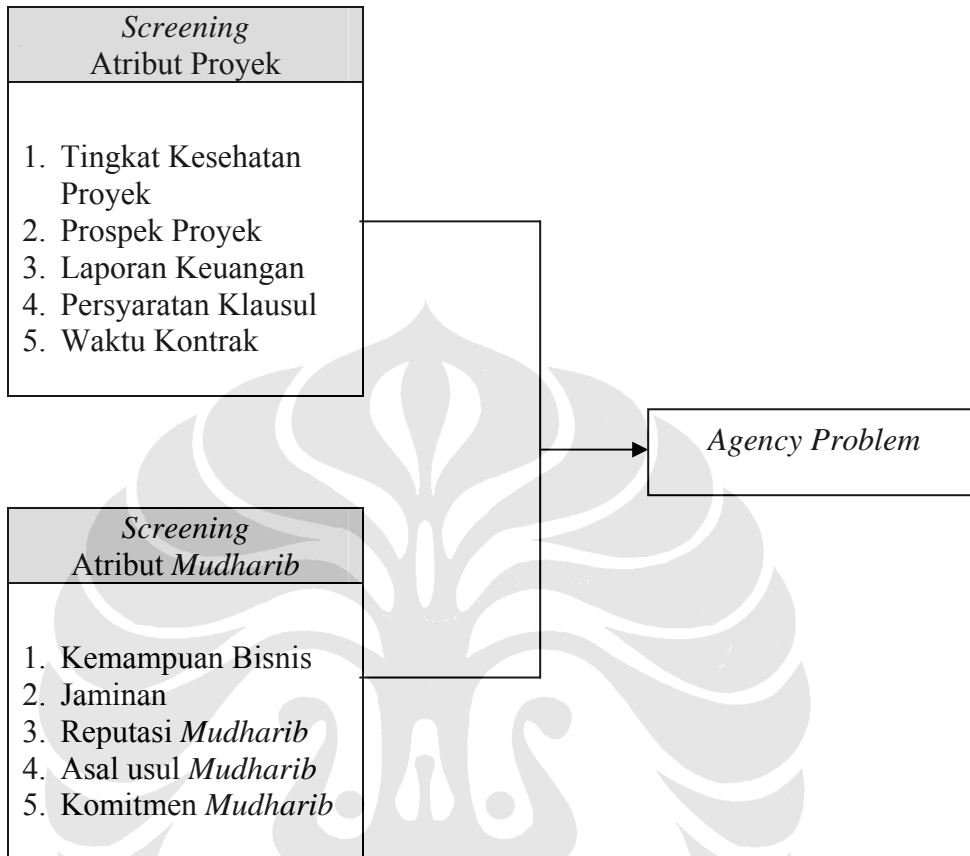 Screening
Atribut Proyek
1. Tingkat Kesehatan
Proyek
2. Prospek Proyek
3. Laporan Keuangan
4. Persyaratan Klausul
5. Waktu Kontrak
Agency Problem
Screening
Atribut Mudharib
1. Kemampuan Bisnis
2. Jaminan
3. Reputasi Mudharib
4. Asal usul Mudharib
5. Komitmen Mudharib